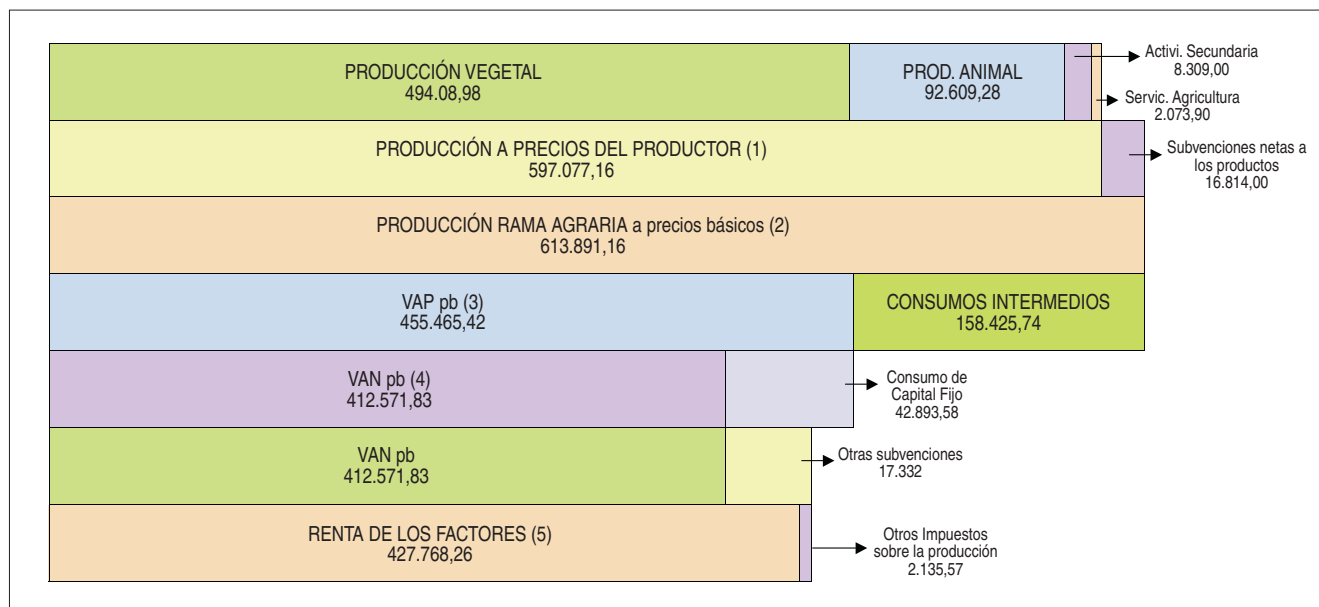 PRODUCCIÓN VEGETAL
494.08,98
PROD. ANIMAL
92.609,28
Activi. Secundaria
8.309,00
Servic. Agricultura
2.073,90
PRODUCCIÓN A PRECIOS DEL PRODUCTOR (1)
597.077,16
Subvenciones netas a
los productos
16.814,00
PRODUCCIÓN RAMA AGRARIA a precios básicos (2)
613.891,16
VAP pb (3)
455.465,42
CONSUMOS INTERMEDIOS
158.425,74
VAN pb (4)
412.571,83
Consumo de
Capital Fijo
42.893,58
VAN pb
412.571,83
Otras subvenciones
17.332
RENTA DE LOS FACTORES (5)
427.768,26
Otros Impuestos
sobre la producción
2.135,57